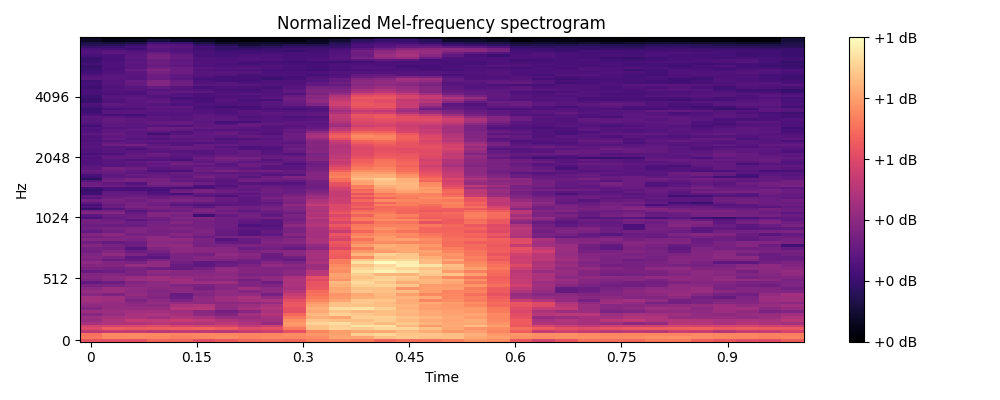 Normalized Mel-frequency spectrogram
+1 dB
+1 dB
+1 dB
+0 dB
+0 dB
+0 dB
4096
2048
1024
512
0
Hz
0
0.15
0.3
0.45
0.6
0.75
0.9
Time